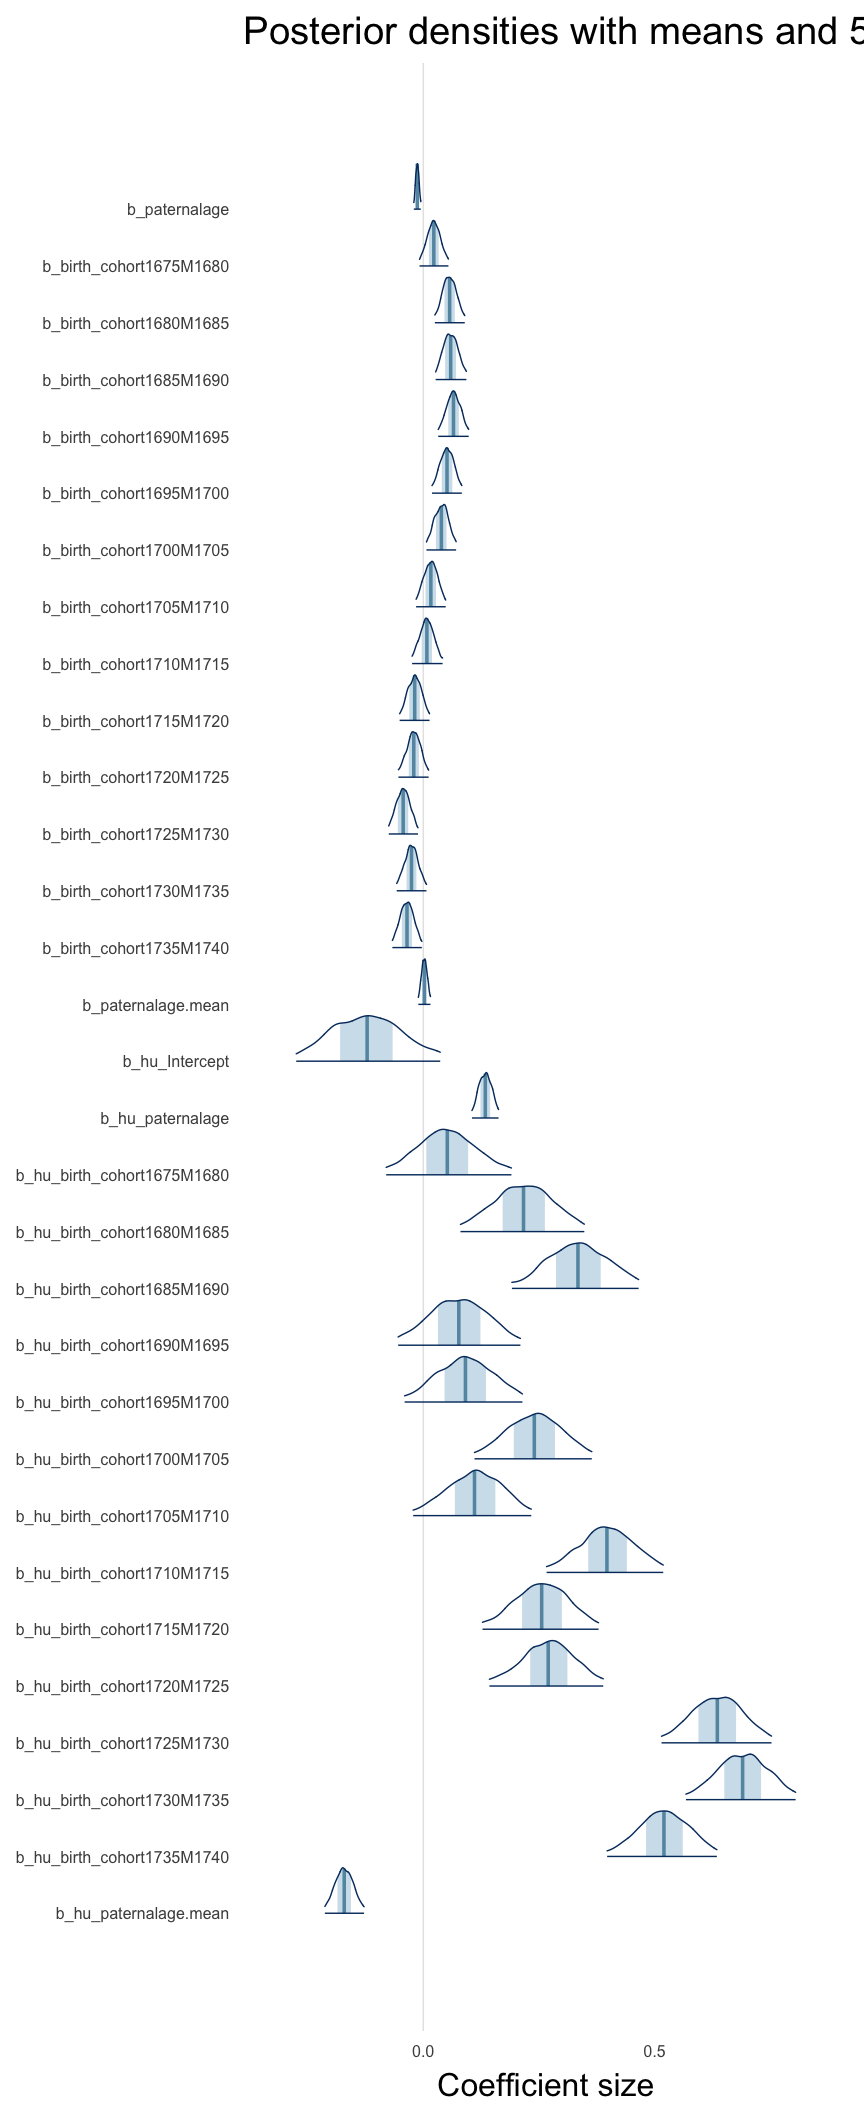 Posterior densities with means and 5
b_paternalage
b_birth_cohort1675M1680
b_birth_cohort1680M1685
b_birth_cohort1685M1690
b_birth_cohort1690M1695
b_birth_cohort1695M1700
b_birth_cohort1700M1705
b_birth_cohort1705M1710
b_birth_cohort1710M1715
b_birth_cohort1715M1720
b_birth_cohort1720M1725
b_birth_cohort1725M1730
b_birth_cohort1730M1735
b_birth_cohort1735M1740
b_paternalage.mean
b_hu_Intercept
b_hu_paternalage
b_hu_birth_cohort1675M1680
b_hu_birth_cohort1680M1685
b_hu_birth_cohort1685M1690
b_hu_birth_cohort1690M1695
b_hu_birth_cohort1695M1700
b_hu_birth_cohort1700M1705
b_hu_birth_cohort1705M1710
b_hu_birth_cohort1710M1715
b_hu_birth_cohort1715M1720
b_hu_birth_cohort1720M1725
b_hu_birth_cohort1725M1730
b_hu_birth_cohort1730M1735
b_hu_birth_cohort1735M1740
b_hu_paternalage.mean
0.0 0.5
Coefficient size